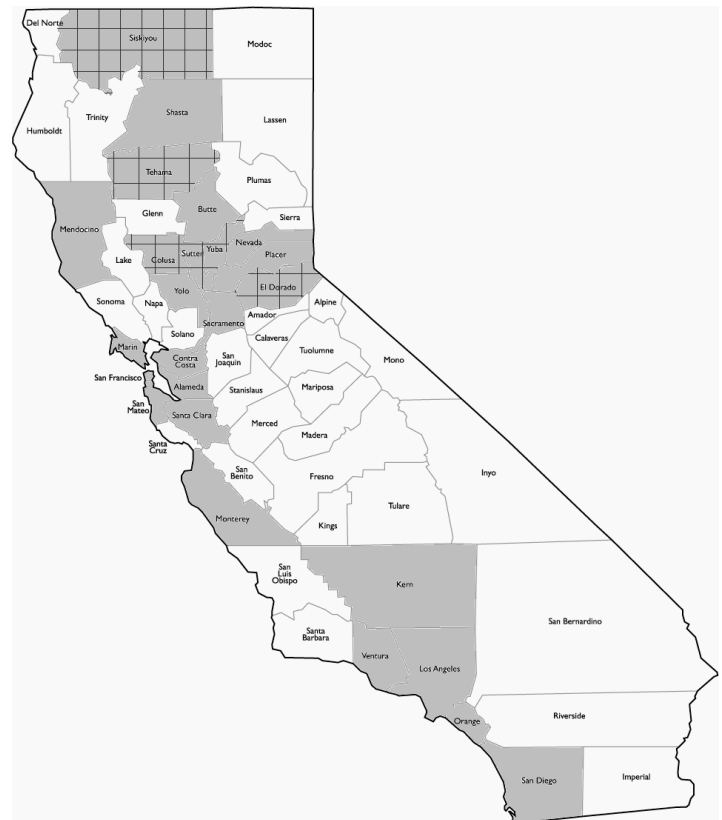 Del Norte
Siskiyou
Modoc
Humboldt
Trinity
Shasta
Lassen
Tehama
Plumas
Mendocino
Glenn
Butte
Sierra
Lake
Colusa
Sutter
Yuba
Nevada
Placer
Sonoma
Napa
Yolo
El Dorado
Solano
Sacramento
Amador
Alpine
Marin
Contra
Costa
San
Joaquin
Calaveras
Tuolumne
Mono
San Francisco
Alameda
Stanislaus
Mariposa
San
Mateo
Santa Clara
Merced
Madera
Santa
Cruz
San
Benito
Fresno
Inyo
Monterey
Kings
Tulare
San
Luis
Obispo
Kern
San Bernardino
Santa
Barbara
Ventura
Los Angeles
Orange
Riverside
San Diego
Imperial